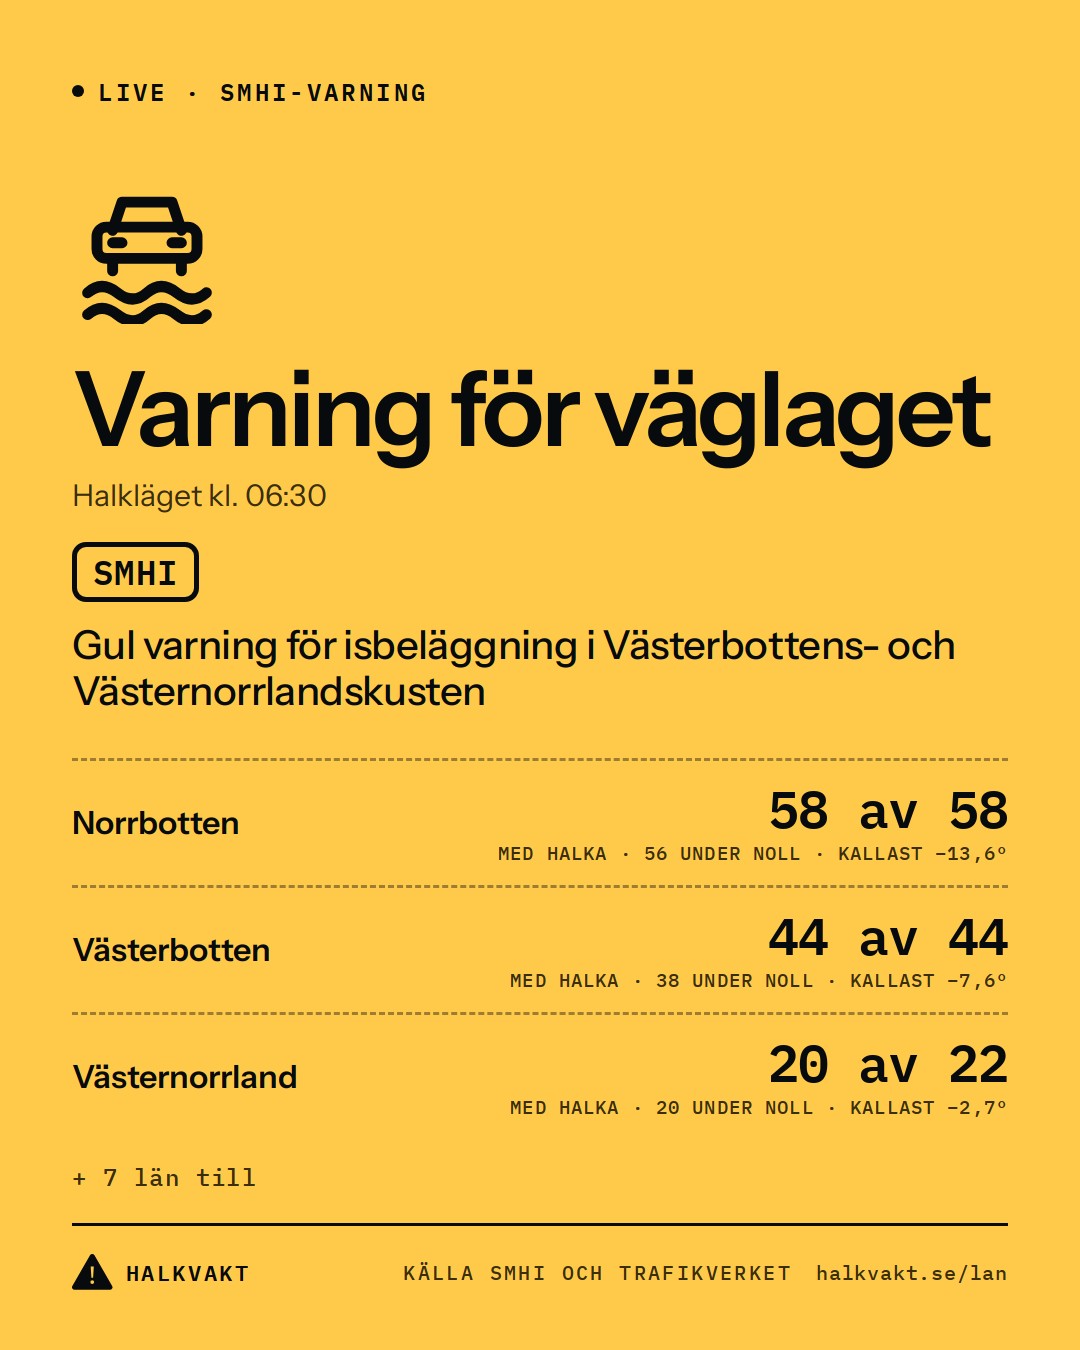 LIVE · SMHI-VARNING
Varning för väglaget
Halkläget kl. 06:30
SMHI
Gul varning för isbeläggning i Västerbottens- och
Västernorrlandskusten
Norrbotten
58 av 58
MED HALKA · 56 UNDER NOLL · KALLAST −13,6°
Västerbotten
44 av 44
MED HALKA · 38 UNDER NOLL · KALLAST −7,6°
Västernorrland
20 av 22
MED HALKA · 20 UNDER NOLL · KALLAST −2,7°
+ 7 län till
HALKVAKT
KÄLLA SMHI OCH TRAFIKVERKET halkvakt.se/lan